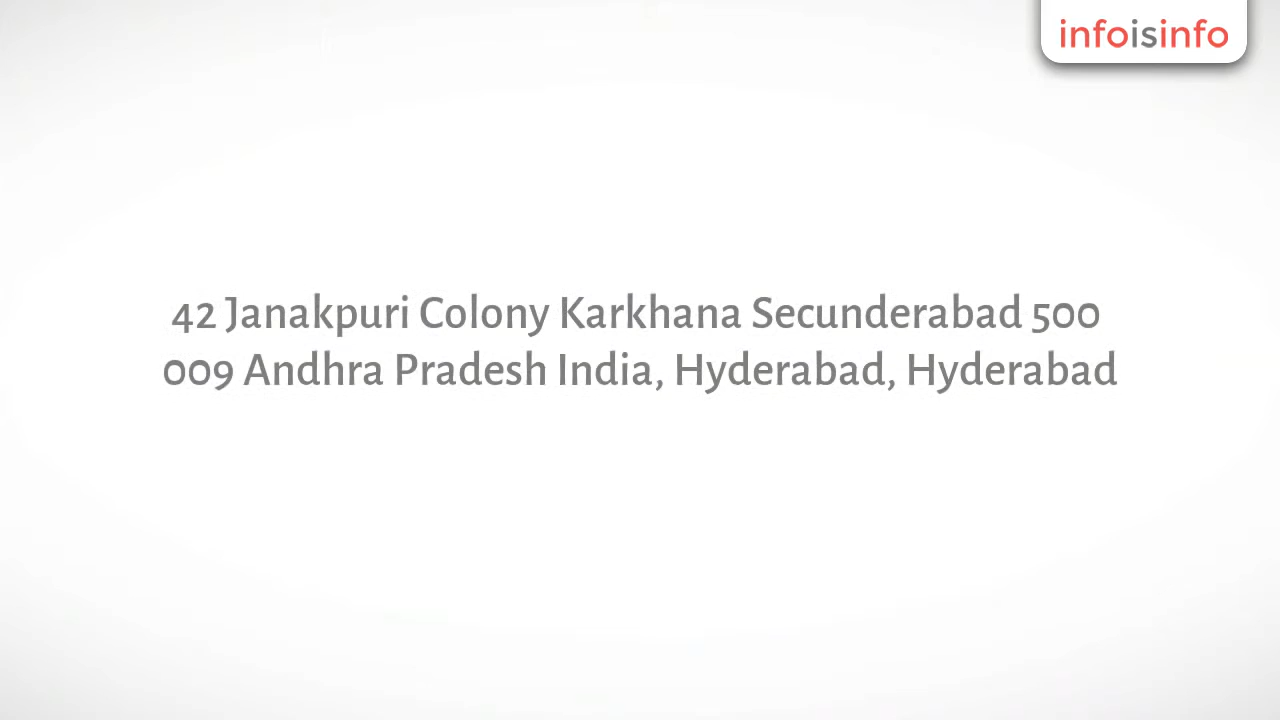 infoisinfo
42 Janakpuri Colony Karkhana Secunderabad 500
009 Andhra Pradesh India, Hyderabad, Hyderabad